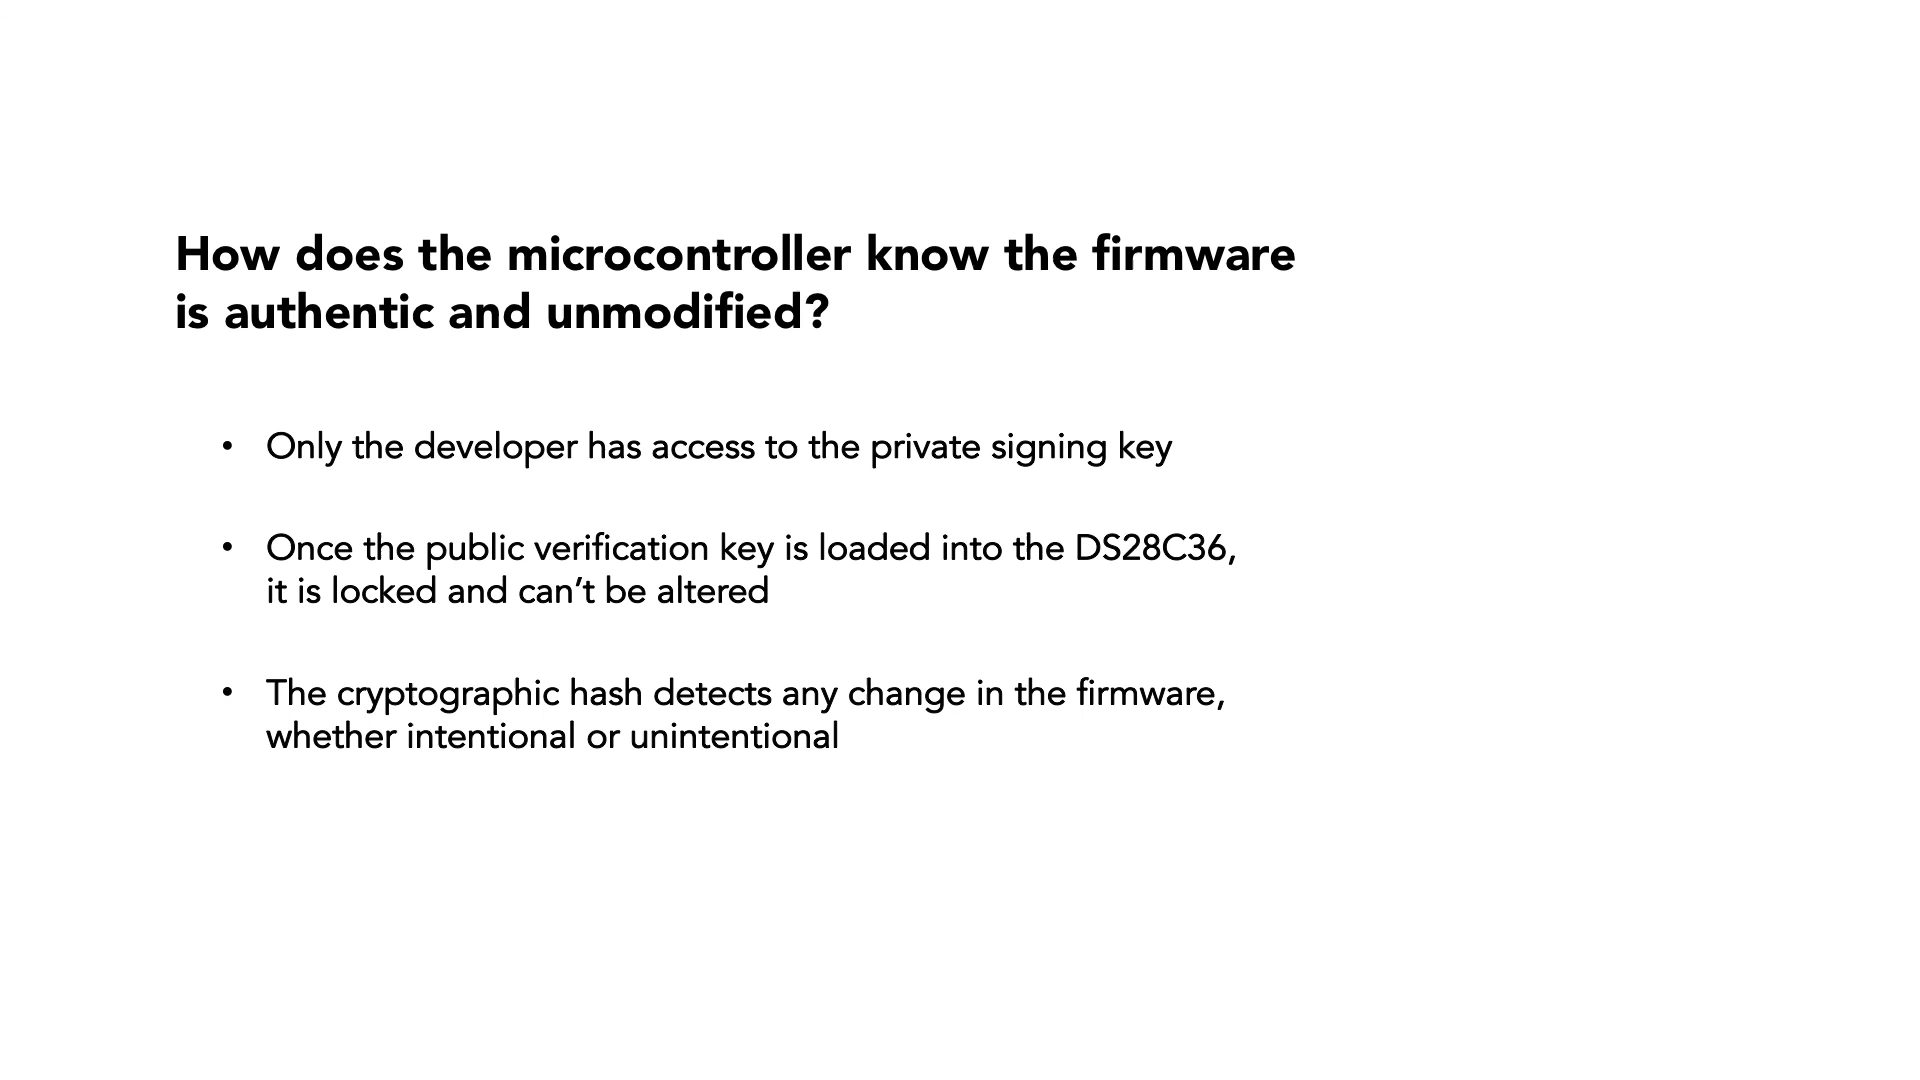 How does the microcontroller know the firmware
is authentic and unmodified?
• Only the developer has access to the private signing key
• Once the public verification key is loaded into the DS28C36,
it is locked and can’t be altered
• The cryptographic hash detects any change in the firmware,
whether intentional or unintentional